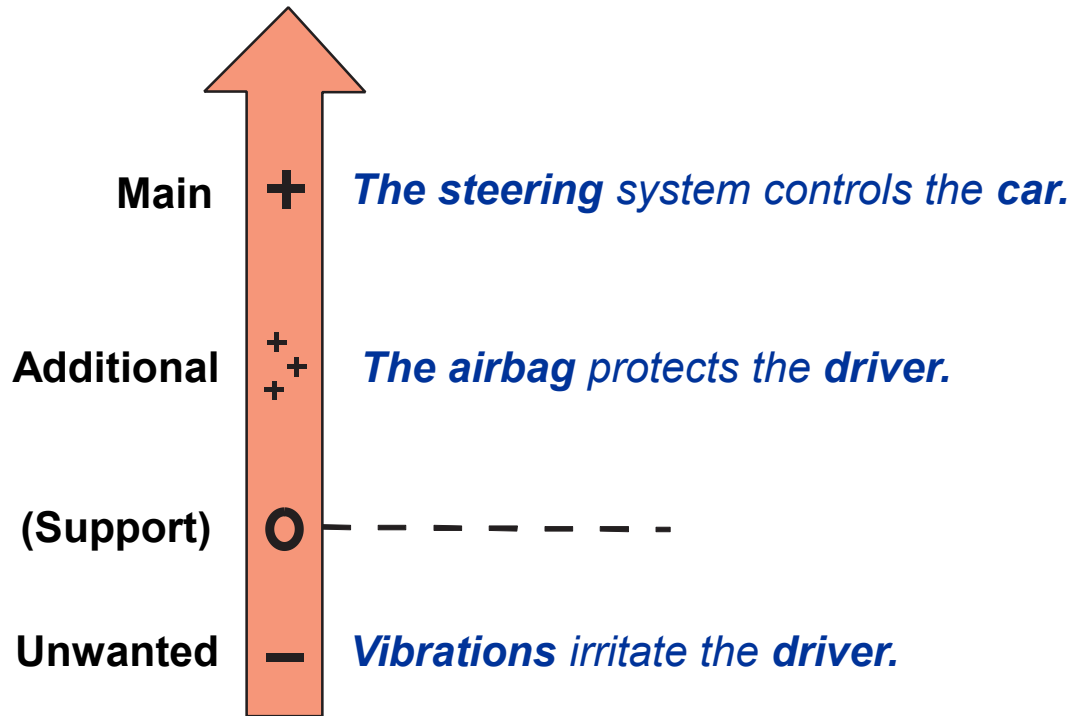 Main + The steering system controls the car.
Additional + + + The airbag protects the driver.
(Support) O
Unwanted − Vibrations irritate the driver.